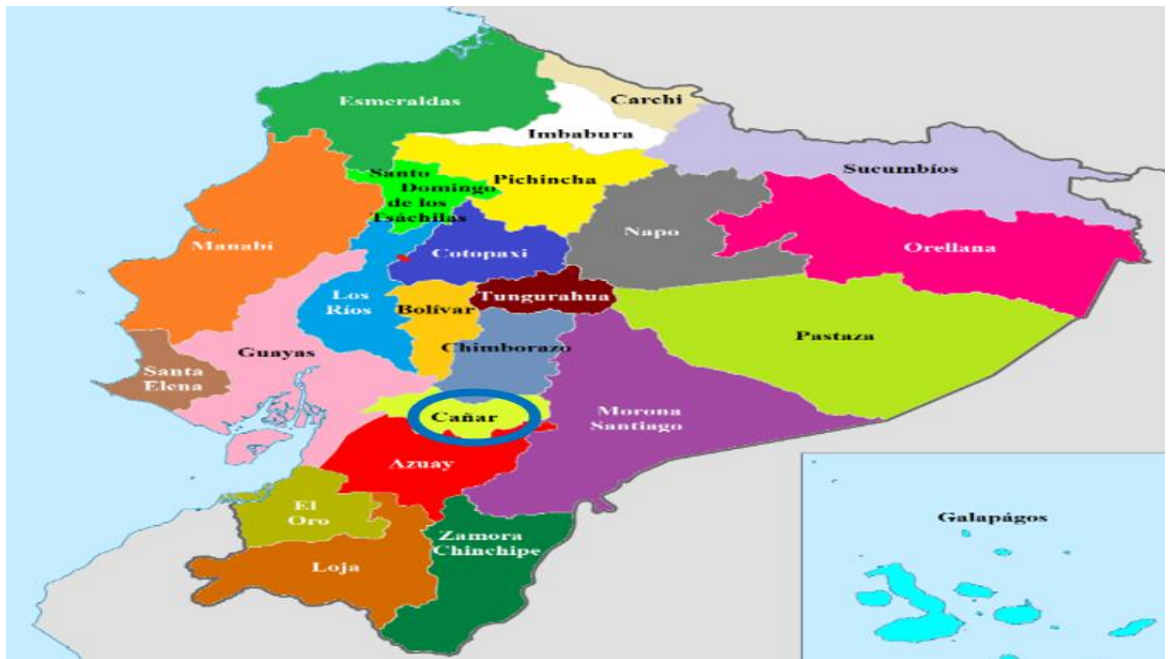 Esmeraldas
Carchi
Imbabura
Sucumbíos
Santo
Domingo
de los
Tsáchilas
Pichincha
Manabí
Napo
Orellana
Cotopaxi
Los
Ríos
Bolívar
Tungurahua
Pastaza
Guayas
Chimborazo
Santa
Elena
Cañar
Morona
Santiago
Azuay
El
Oro
Zamora
Chinchipe
Loja
Galapágos